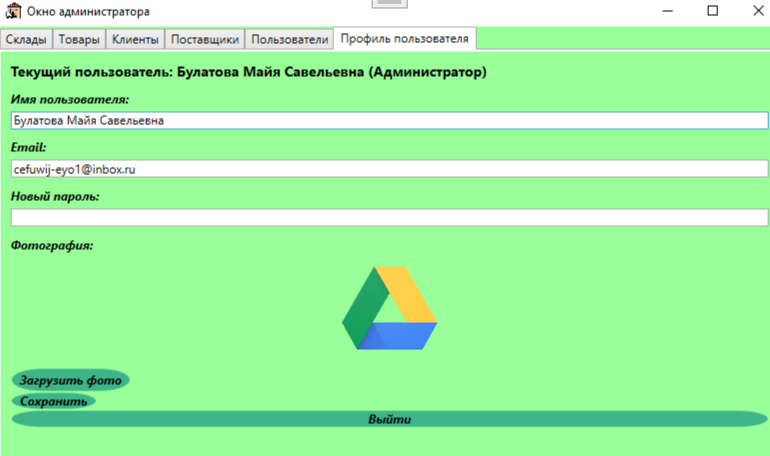 Окно администратора
Склады Товары Клиенты Поставщики Пользователи Профиль пользователя
Текущий пользователь: Булатова Майя Савельевна (Администратор)
Имя пользователя:
Булатова Майя Савельевна
Email:
cefuwij-eyo1@inbox.ru
Новый пароль:
Фотография:
Загрузить фото
Сохранить
Выйти